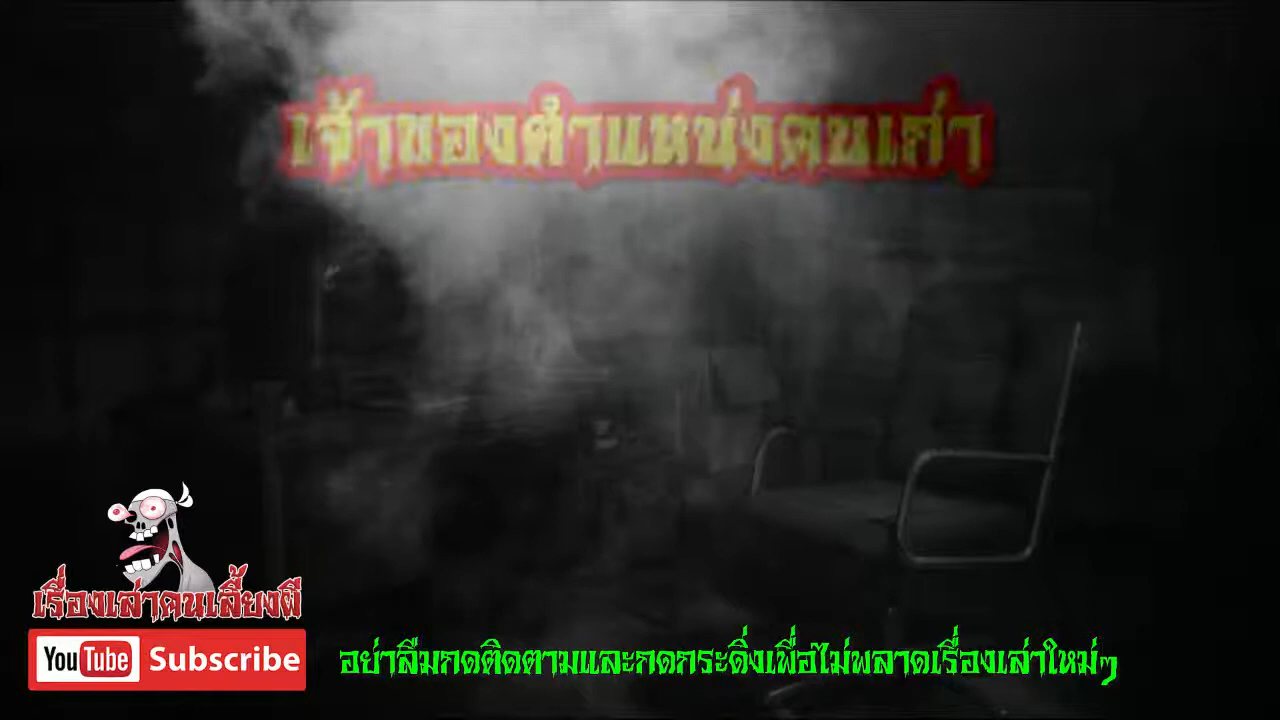 เจ้าของตำแหน่งคนเก่า
เรื่องเล่าคนเลี้ยงผี
YouTube Subscribe
อย่าลืมกดติดตามและกดกระดิ่งเพื่อไม่พลาดเรื่องเล่าใหม่ๆ